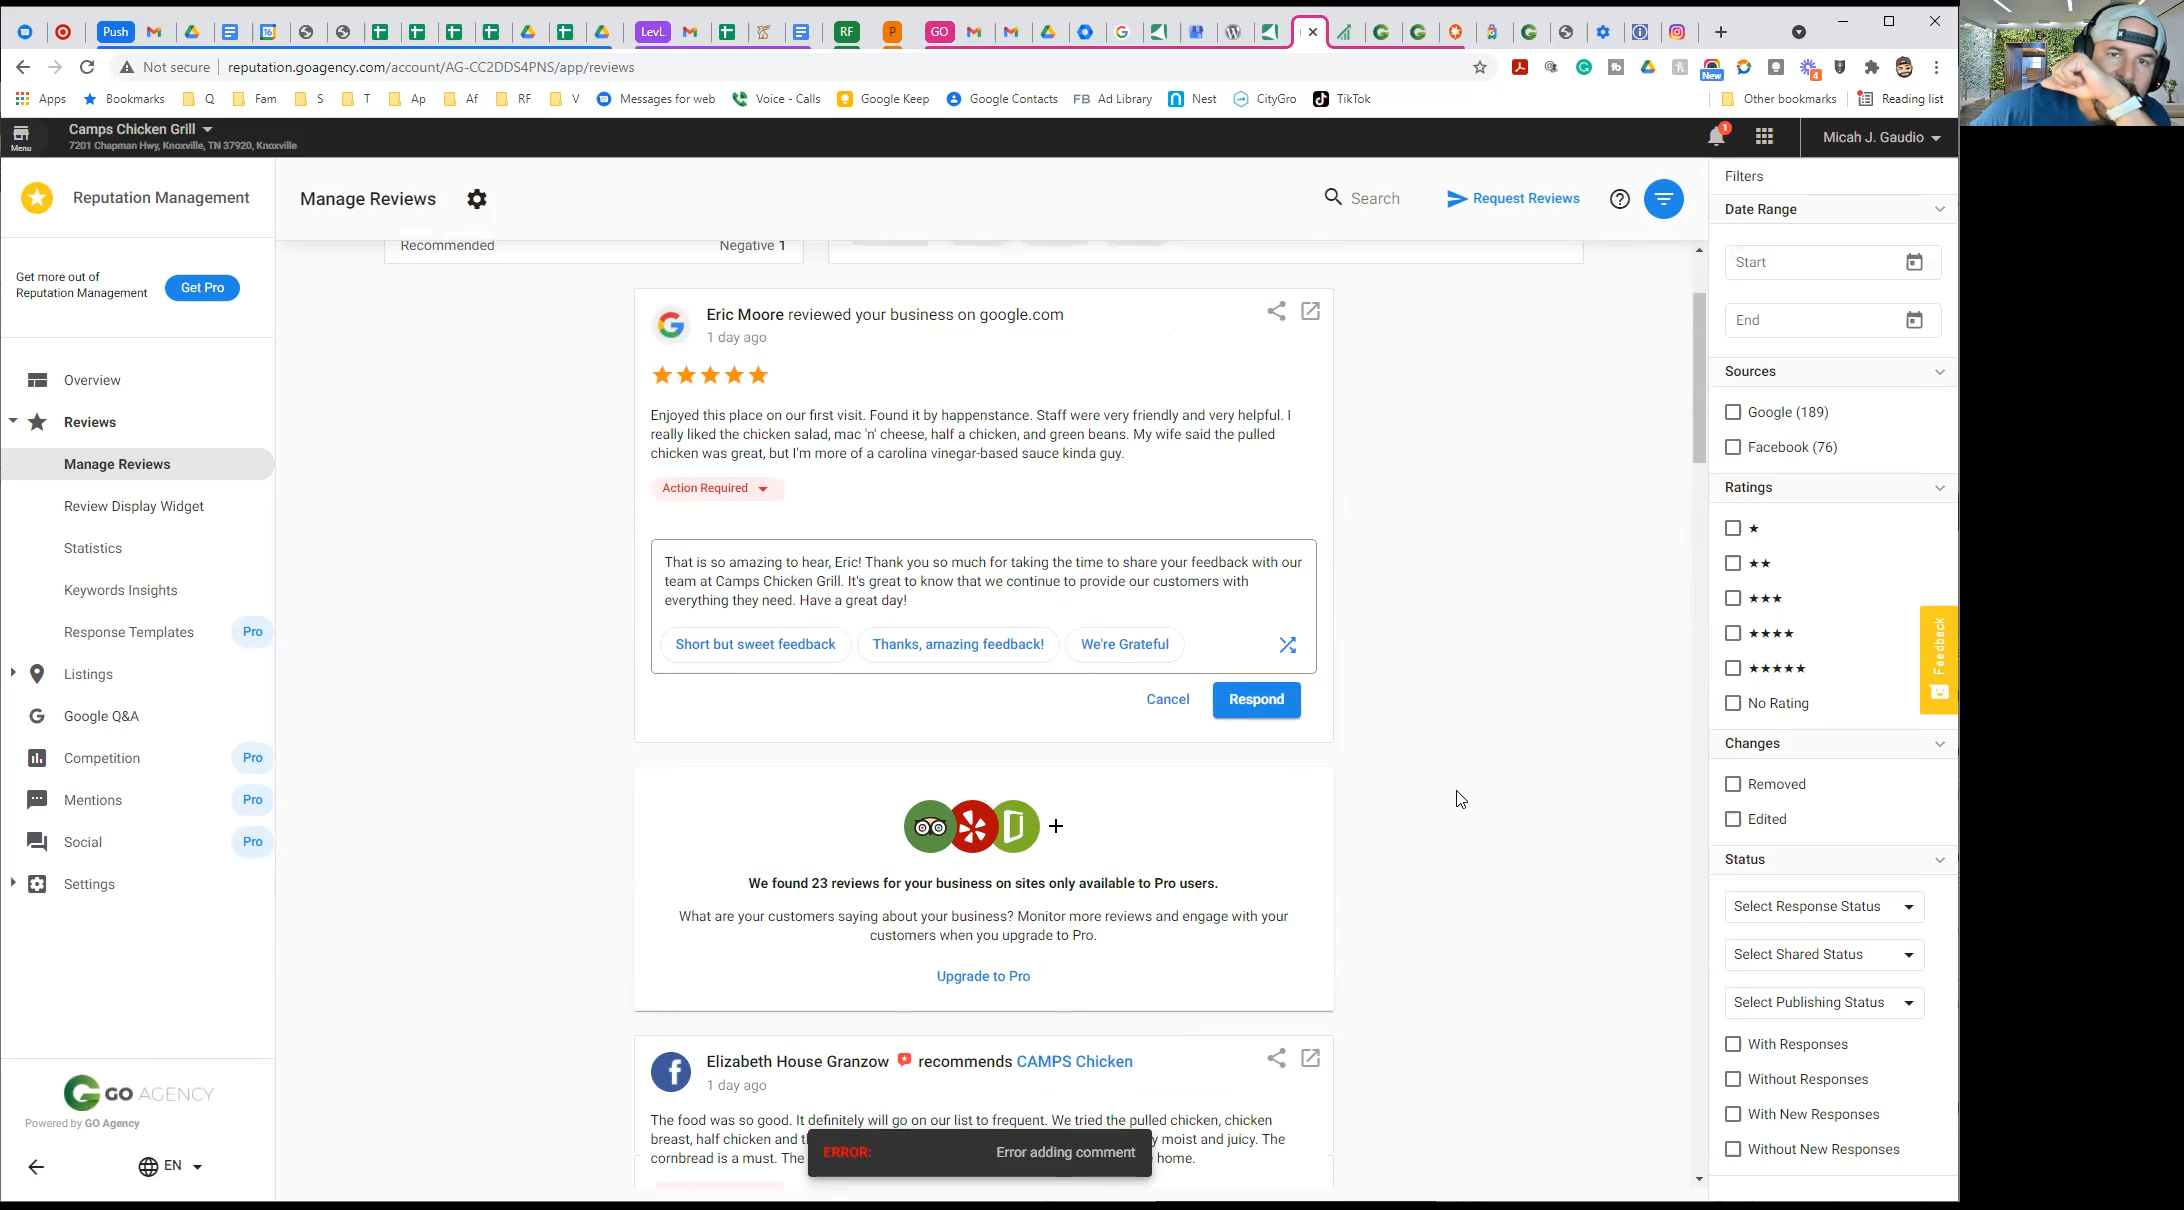 Push
16
LevL
RF
P
GO
Not secure
reputation.goagency.com/account/AG-CC2DDS4PNS/app/reviews
New
4
Apps
Bookmarks
Q
Fam
S
T
Ap
Af
RF
V
Messages for web
Voice - Calls
Google Keep
Google Contacts
FB Ad Library
Nest
CityGro
TikTok
Other bookmarks
Reading list
Menu
Camps Chicken Grill
7201 Chapman Hwy, Knoxville, TN 37920, Knoxville
1
Micah J. Gaudio
Reputation Management
Get more out of
Reputation Management
Get Pro
Overview
Reviews
Manage Reviews
Review Display Widget
Statistics
Keywords Insights
Response Templates Pro
Listings
Google Q&A
Competition Pro
Mentions Pro
Social Pro
Settings
GO AGENCY
Powered by GO Agency
EN
Manage Reviews
Search
Request Reviews
Recommended
Negative 1
Eric Moore reviewed your business on google.com
1 day ago
Enjoyed this place on our first visit. Found it by happenstance. Staff were very friendly and very helpful. I
really liked the chicken salad, mac 'n' cheese, half a chicken, and green beans. My wife said the pulled
chicken was great, but I'm more of a carolina vinegar-based sauce kinda guy.
Action Required
That is so amazing to hear, Eric! Thank you so much for taking the time to share your feedback with our
team at Camps Chicken Grill. It's great to know that we continue to provide our customers with
everything they need. Have a great day!
Short but sweet feedback
Thanks, amazing feedback!
We're Grateful
Cancel
Respond
We found 23 reviews for your business on sites only available to Pro users.
What are your customers saying about your business? Monitor more reviews and engage with your
customers when you upgrade to Pro.
Upgrade to Pro
Elizabeth House Granzow recommends CAMPS Chicken
1 day ago
The food was so good. It definitely will go on our list to frequent. We tried the pulled chicken, chicken
breast, half chicken and t y moist and juicy. The
cornbread is a must. The home.
ERROR: Error adding comment
Filters
Date Range
Start
End
Sources
Google (189)
Facebook (76)
Ratings
★
★★
★★★
★★★★
★★★★★
No Rating
Changes
Removed
Edited
Status
Select Response Status
Select Shared Status
Select Publishing Status
With Responses
Without Responses
With New Responses
Without New Responses
Feedback